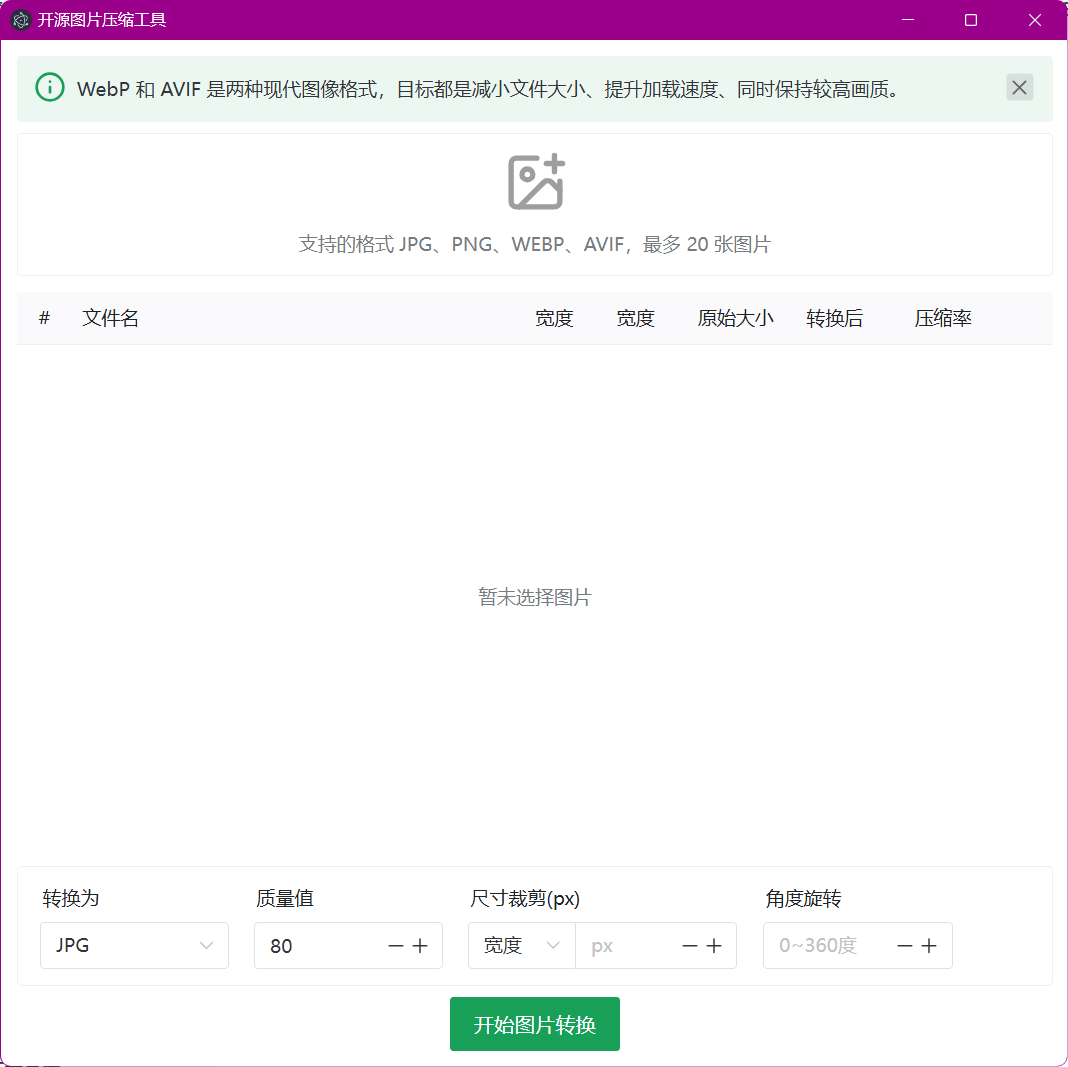 开源图片压缩工具
WebP 和 AVIF 是两种现代图像格式，目标都是减小文件大小、提升加载速度、同时保持较高画质。
支持的格式 JPG、PNG、WEBP、AVIF，最多 20 张图片
# 文件名 宽度 宽度 原始大小 转换后 压缩率
暂未选择图片
转换为 质量值 尺寸裁剪(px) 角度旋转
JPG 80 宽度 px 0~360度
开始图片转换